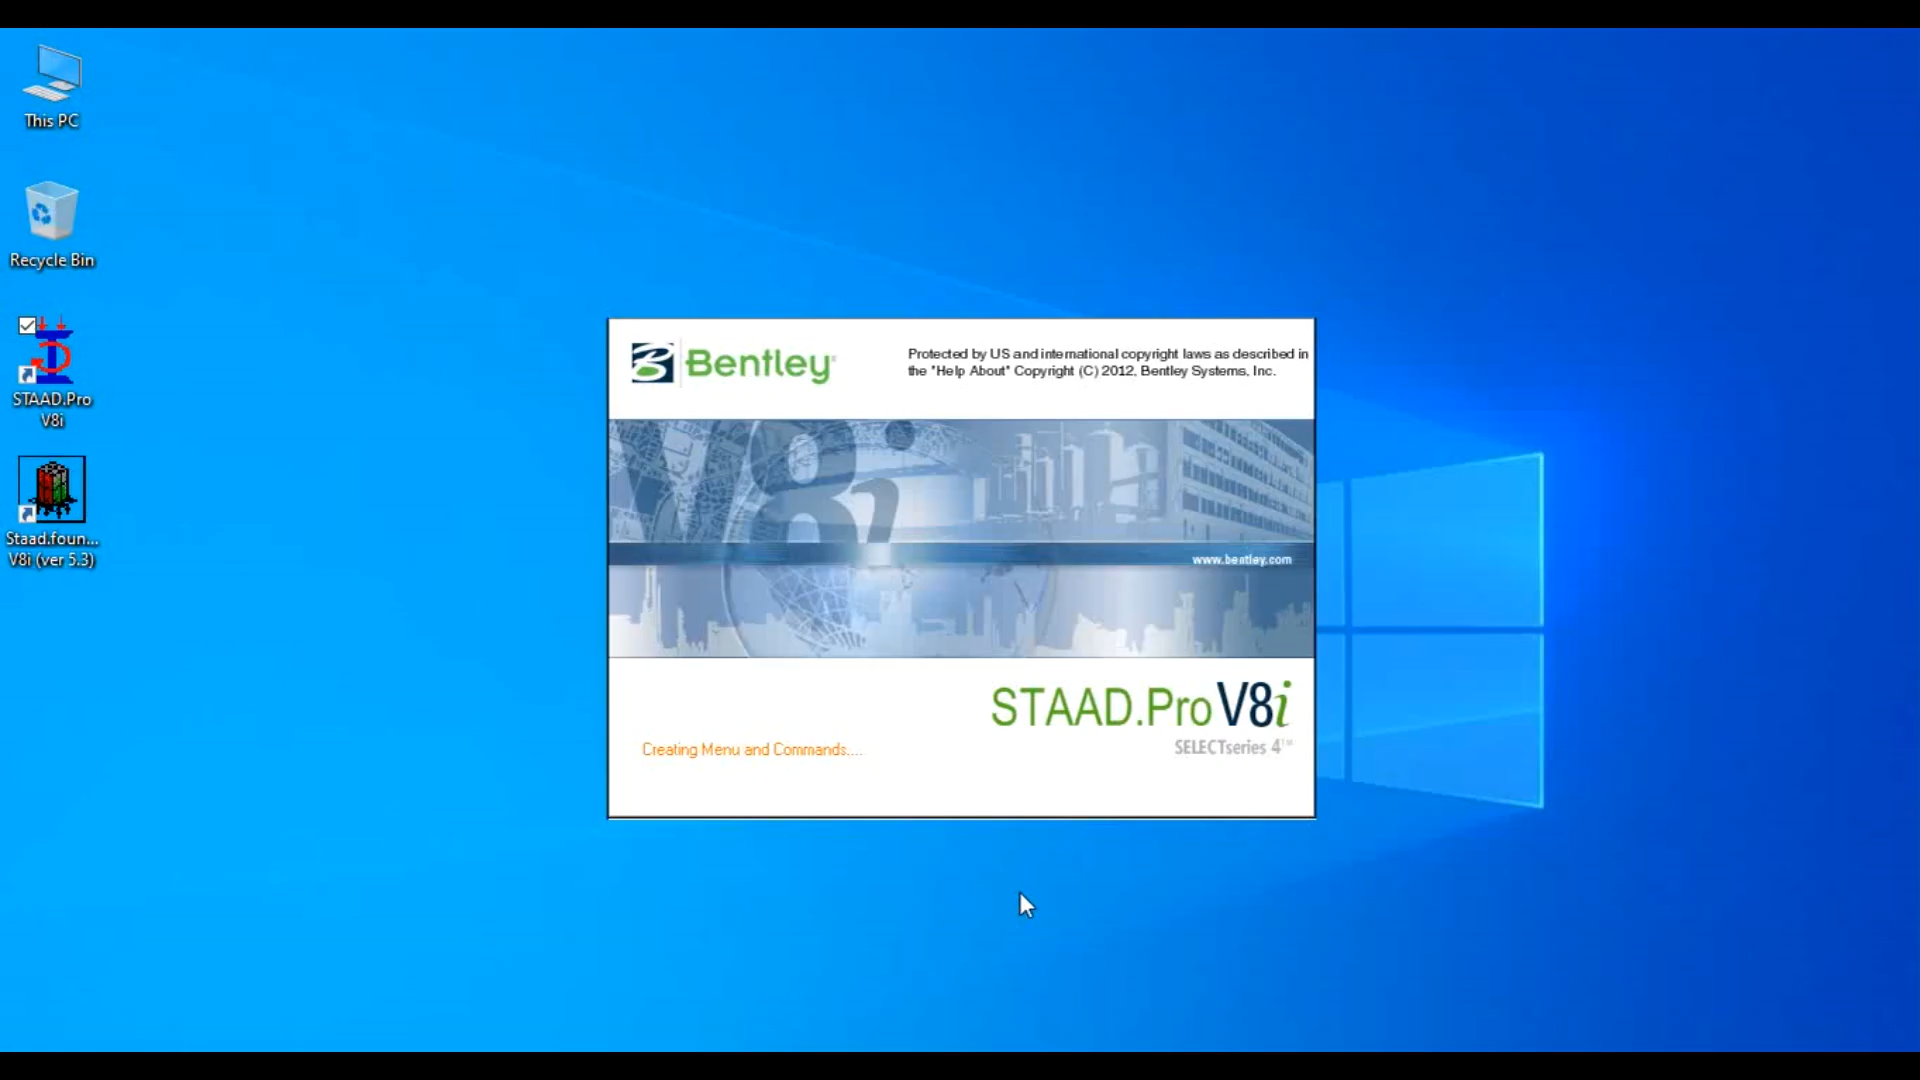 This PC
Recycle Bin
STAAD.Pro
V8i
Staad.foun...
V8i (ver 5.3)
Bentley®
Protected by US and international copyright laws as described in
the "Help About" Copyright (C) 2012, Bentley Systems, Inc.
V8i
www.bentley.com
STAAD.Pro V8i
SELECTseries 4™
Creating Menu and Commands....